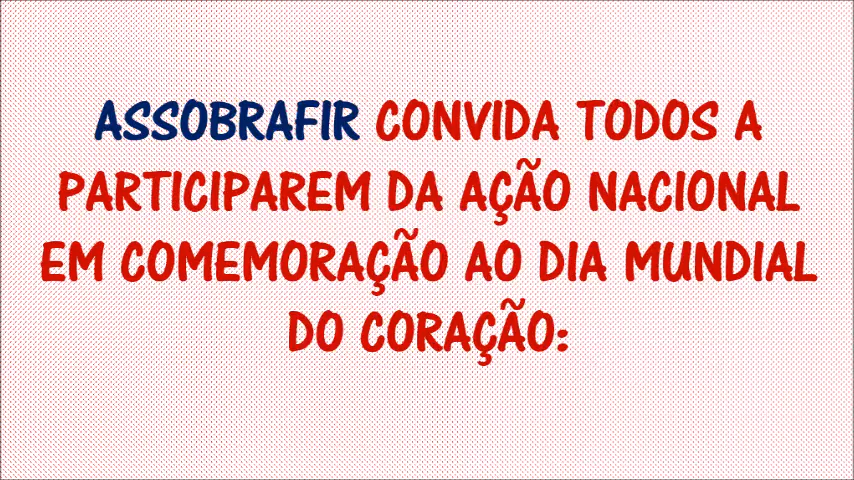 ASSOBRAFIR CONVIDA TODOS A
PARTICIPAREM DA AÇÃO NACIONAL
EM COMEMORAÇÃO AO DIA MUNDIAL
DO CORAÇÃO: